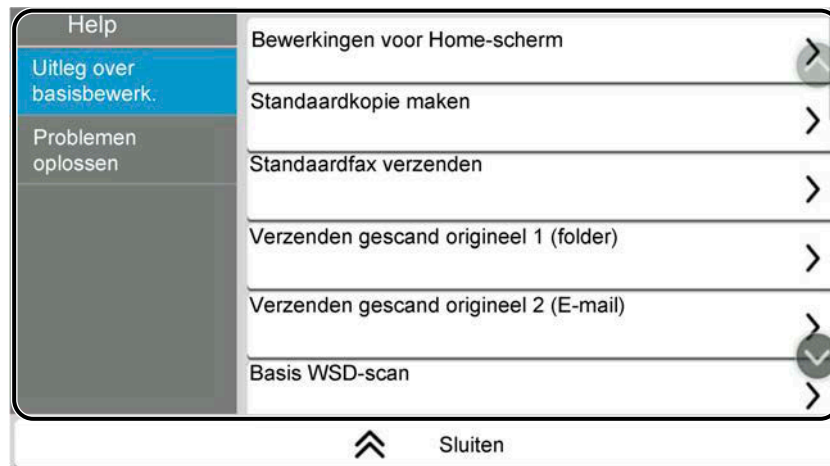 Help
Uitleg over
basisbewerk.
Problemen
oplossen
Bewerkingen voor Home-scherm
Standaardkopie maken
Standaardfax verzenden
Verzenden gescand origineel 1 (folder)
Verzenden gescand origineel 2 (E-mail)
Basis WSD-scan
Sluiten